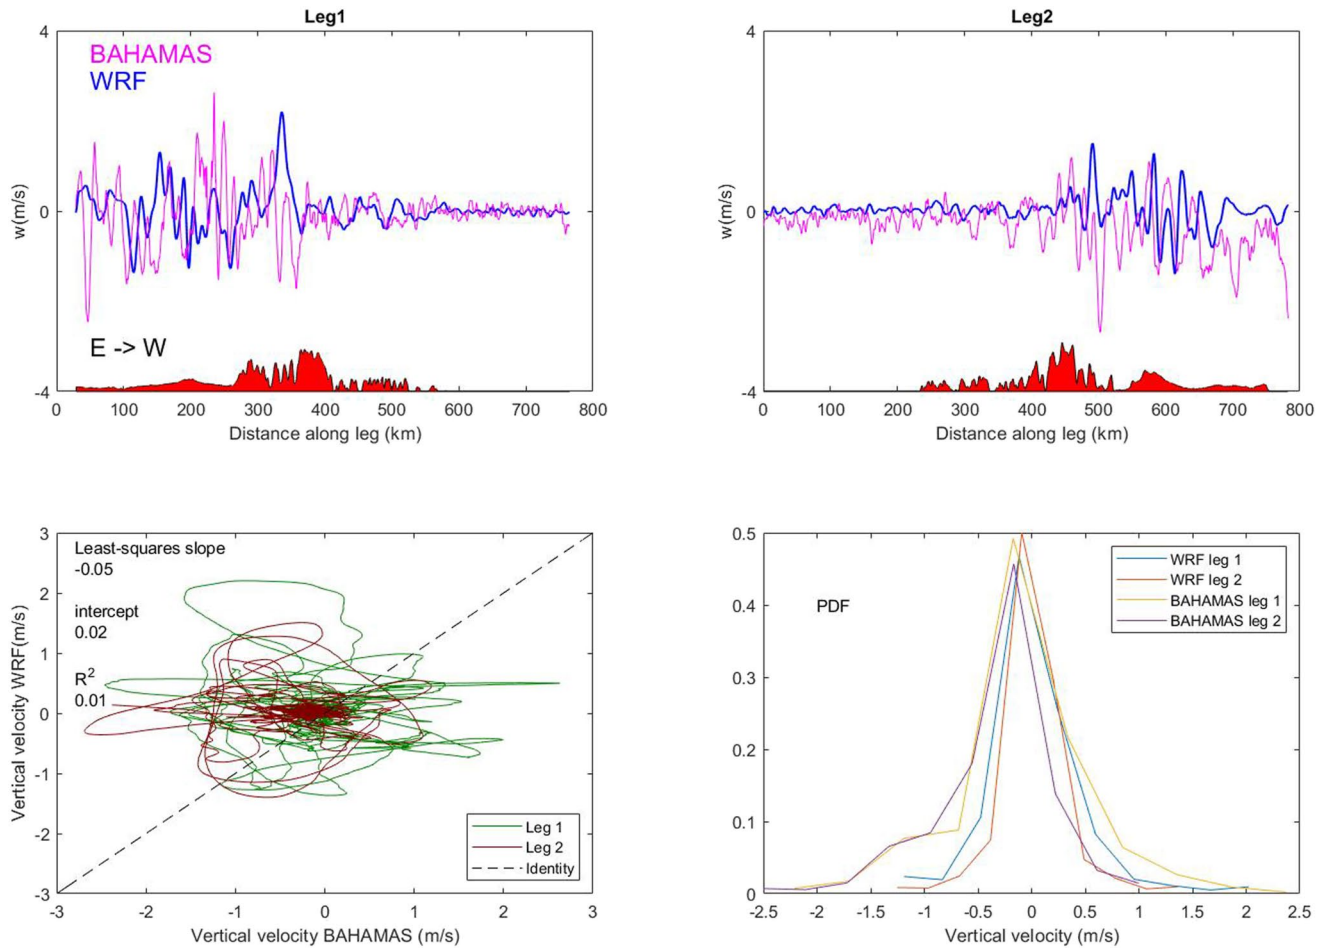 Leg1
BAHAMAS
WRF
E -> W
4
0
-4
w(m/s)
0 100 200 300 400 500 600 700 800
Distance along leg (km)
Leg2
4
0
-4
w(m/s)
0 100 200 300 400 500 600 700 800
Distance along leg (km)
Least-squares slope
-0.05
intercept
0.02
R²
0.01
3
2
1
0
-1
-2
-3
Vertical velocity WRF(m/s)
Leg 1
Leg 2
Identity
-3 -2 -1 0 1 2 3
Vertical velocity BAHAMAS (m/s)
PDF
WRF leg 1
WRF leg 2
BAHAMAS leg 1
BAHAMAS leg 2
0.5
0.4
0.3
0.2
0.1
0
-2.5 -2 -1.5 -1 -0.5 0 0.5 1 1.5 2 2.5
Vertical velocity (m/s)